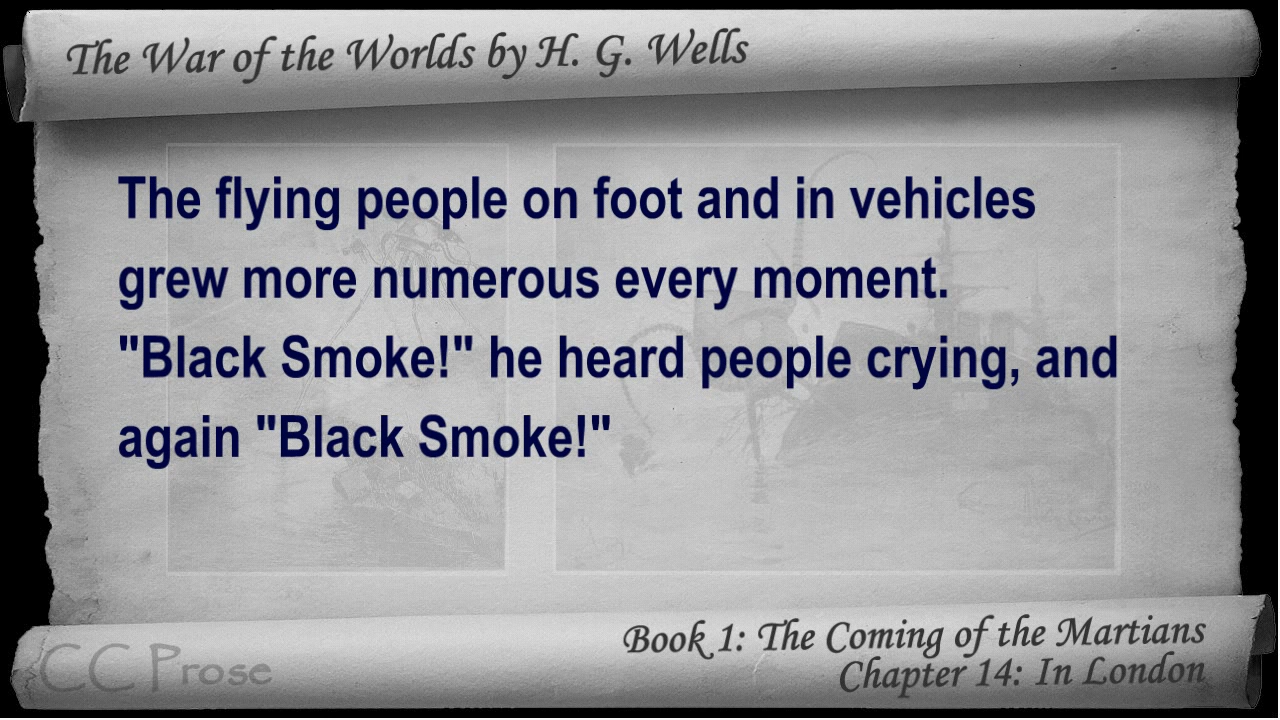 The War of the Worlds by H. G. Wells
The flying people on foot and in vehicles
grew more numerous every moment.
"Black Smoke!" he heard people crying, and
again "Black Smoke!"
Book 1: The Coming of the Martians
Chapter 14: In London
CC Prose